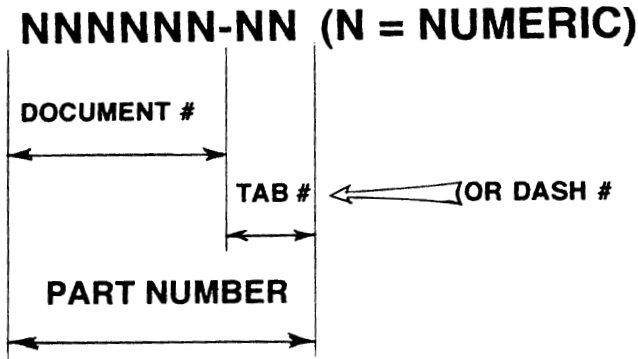 NNNNNN-NN (N = NUMERIC)
DOCUMENT #
TAB #
OR DASH #
PART NUMBER